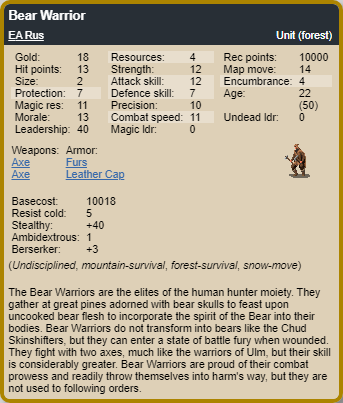 Bear Warrior
EA Rus Unit (forest)
Gold: 18 Resources: 4 Rec points: 10000
Hit points: 13 Strength: 12 Map move: 14
Size: 2 Attack skill: 12 Encumbrance: 4
Protection: 7 Defence skill: 7 Age: 22
Magic res: 11 Precision: 10 (50)
Morale: 13 Combat speed: 11 Undead ldr: 0
Leadership: 40 Magic ldr: 0
Weapons: Armor:
Axe Furs
Axe Leather Cap
Basecost: 10018
Resist cold: 5
Stealthy: +40
Ambidextrous: 1
Berserker: +3
(Undisciplined, mountain-survival, forest-survival, snow-move)
The Bear Warriors are the elites of the human hunter moiety. They
gather at great pines adorned with bear skulls to feast upon
uncooked bear flesh to incorporate the spirit of the Bear into their
bodies. Bear Warriors do not transform into bears like the Chud
Skinshifters, but they can enter a state of battle fury when wounded.
They fight with two axes, much like the warriors of Ulm, but their skill
is considerably greater. Bear Warriors are proud of their combat
prowess and readily throw themselves into harm's way, but they are
not used to following orders.